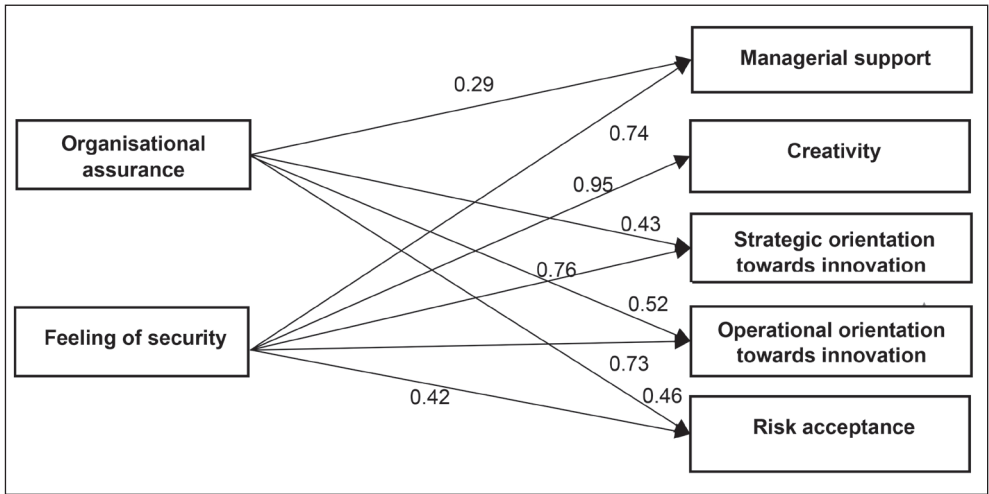 Organisational
assurance
Feeling of security
0.29
0.74
0.95
0.43
0.76
0.52
0.73
0.46
0.42
Managerial support
Creativity
Strategic orientation
towards innovation
Operational orientation
towards innovation
Risk acceptance